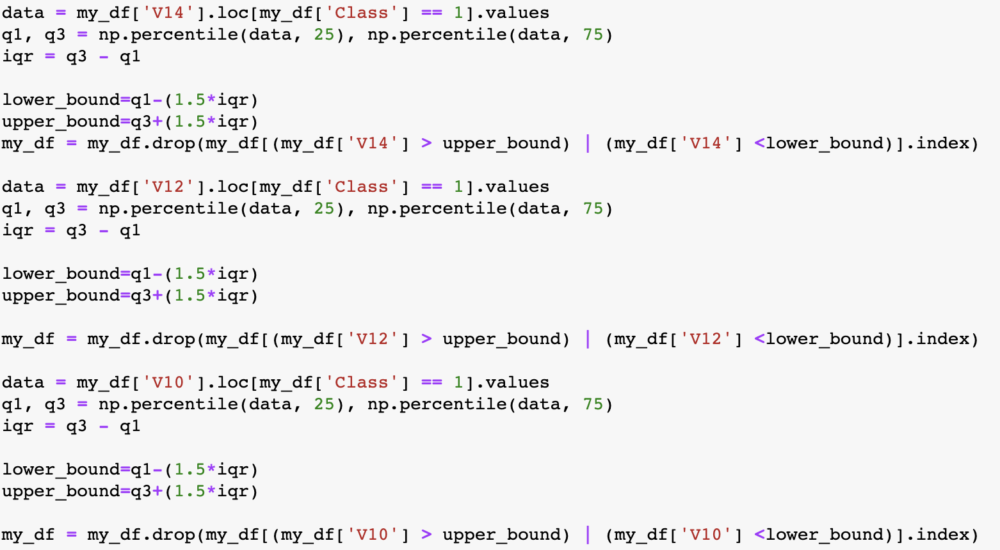 data = my_df['V14'].loc[my_df['Class'] == 1].values
q1, q3 = np.percentile(data, 25), np.percentile(data, 75)
iqr = q3 - q1
lower_bound=q1-(1.5*iqr)
upper_bound=q3+(1.5*iqr)
my_df = my_df.drop(my_df[(my_df['V14'] > upper_bound) | (my_df['V14'] <lower_bound)].index)
data = my_df['V12'].loc[my_df['Class'] == 1].values
q1, q3 = np.percentile(data, 25), np.percentile(data, 75)
iqr = q3 - q1
lower_bound=q1-(1.5*iqr)
upper_bound=q3+(1.5*iqr)
my_df = my_df.drop(my_df[(my_df['V12'] > upper_bound) | (my_df['V12'] <lower_bound)].index)
data = my_df['V10'].loc[my_df['Class'] == 1].values
q1, q3 = np.percentile(data, 25), np.percentile(data, 75)
iqr = q3 - q1
lower_bound=q1-(1.5*iqr)
upper_bound=q3+(1.5*iqr)
my_df = my_df.drop(my_df[(my_df['V10'] > upper_bound) | (my_df['V10'] <lower_bound)].index)